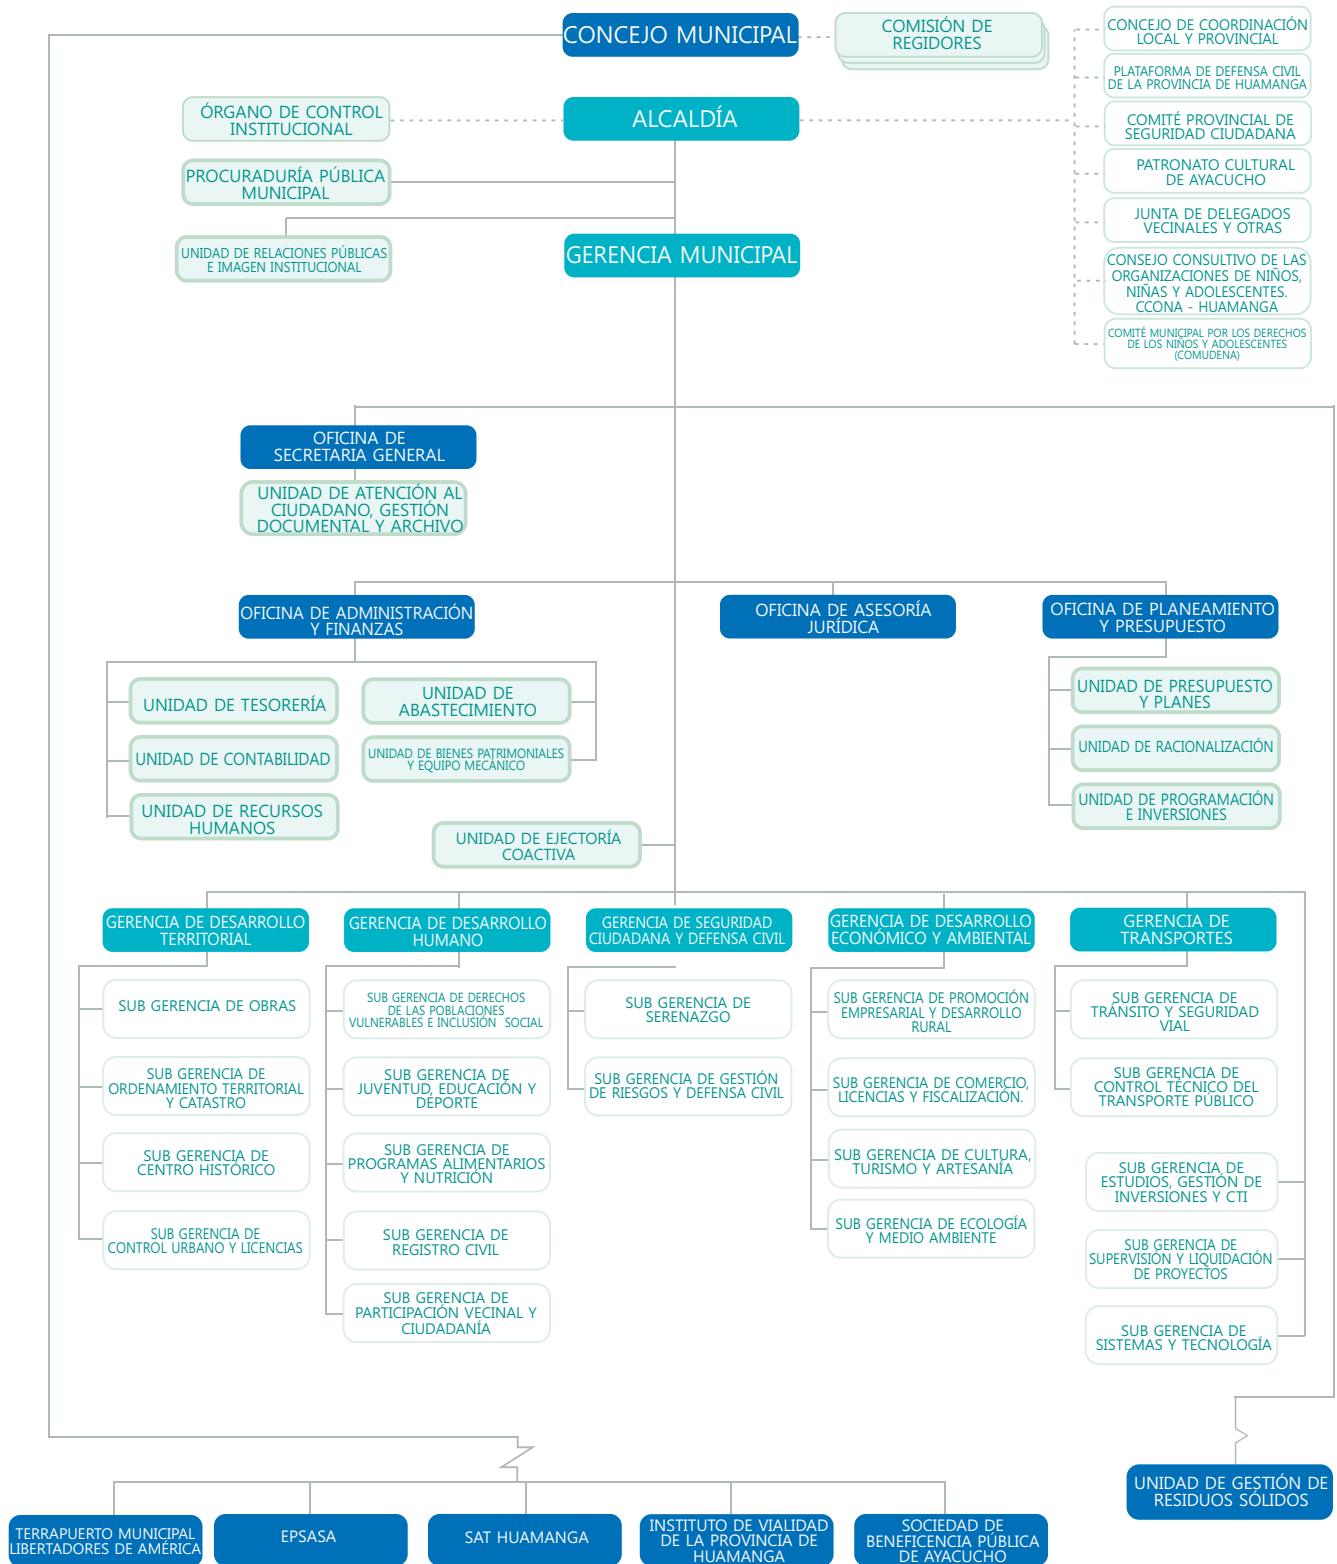 CONCEJO MUNICIPAL
COMISIÓN DE
REGIDORES
CONCEJO DE COORDINACIÓN
LOCAL Y PROVINCIAL
PLATAFORMA DE DEFENSA CIVIL
DE LA PROVINCIA DE HUAMANGA
COMITÉ PROVINCIAL DE
SEGURIDAD CIUDADANA
PATRONATO CULTURAL
DE AYACUCHO
JUNTA DE DELEGADOS
VECINALES Y OTRAS
CONSEJO CONSULTIVO DE LAS
ORGANIZACIONES DE NIÑOS,
NIÑAS Y ADOLESCENTES.
CCONA - HUAMANGA
COMITÉ MUNICIPAL POR LOS DERECHOS
DE LOS NIÑOS Y ADOLESCENTES
(COMUDENA)
ÓRGANO DE CONTROL
INSTITUCIONAL
ALCALDÍA
PROCURADURÍA PÚBLICA
MUNICIPAL
UNIDAD DE RELACIONES PÚBLICAS
E IMAGEN INSTITUCIONAL
GERENCIA MUNICIPAL
OFICINA DE
SECRETARIA GENERAL
UNIDAD DE ATENCIÓN AL
CIUDADANO, GESTIÓN
DOCUMENTAL Y ARCHIVO
OFICINA DE ADMINISTRACIÓN
Y FINANZAS
OFICINA DE ASESORÍA
JURÍDICA
OFICINA DE PLANEAMIENTO
Y PRESUPUESTO
UNIDAD DE TESORERÍA
UNIDAD DE CONTABILIDAD
UNIDAD DE RECURSOS
HUMANOS
UNIDAD DE
ABASTECIMIENTO
UNIDAD DE BIENES PATRIMONIALES
Y EQUIPO MECÁNICO
UNIDAD DE PRESUPUESTO
Y PLANES
UNIDAD DE RACIONALIZACIÓN
UNIDAD DE PROGRAMACIÓN
E INVERSIONES
UNIDAD DE EJECTORÍA
COACTIVA
GERENCIA DE DESARROLLO
TERRITORIAL
SUB GERENCIA DE OBRAS
SUB GERENCIA DE
ORDENAMIENTO TERRITORIAL
Y CATASTRO
SUB GERENCIA DE
CENTRO HISTÓRICO
SUB GERENCIA DE
CONTROL URBANO Y LICENCIAS
GERENCIA DE DESARROLLO
HUMANO
SUB GERENCIA DE DERECHOS
DE LAS POBLACIONES
VULNERABLES E INCLUSIÓN SOCIAL
SUB GERENCIA DE
JUVENTUD, EDUCACIÓN Y
DEPORTE
SUB GERENCIA DE
PROGRAMAS ALIMENTARIOS
Y NUTRICIÓN
SUB GERENCIA DE
REGISTRO CIVIL
SUB GERENCIA DE
PARTICIPACIÓN VECINAL Y
CIUDADANÍA
GERENCIA DE SEGURIDAD
CIUDADANA Y DEFENSA CIVIL
SUB GERENCIA DE
SERENAZGO
SUB GERENCIA DE GESTIÓN
DE RIESGOS Y DEFENSA CIVIL
GERENCIA DE DESARROLLO
ECONÓMICO Y AMBIENTAL
SUB GERENCIA DE PROMOCIÓN
EMPRESARIAL Y DESARROLLO
RURAL
SUB GERENCIA DE COMERCIO,
LICENCIAS Y FISCALIZACIÓN.
SUB GERENCIA DE CULTURA,
TURISMO Y ARTESANÍA
SUB GERENCIA DE ECOLOGÍA
Y MEDIO AMBIENTE
GERENCIA DE
TRANSPORTES
SUB GERENCIA DE
TRÁNSITO Y SEGURIDAD
VIAL
SUB GERENCIA DE
CONTROL TÉCNICO DEL
TRANSPORTE PÚBLICO
SUB GERENCIA DE
ESTUDIOS, GESTIÓN DE
INVERSIONES Y CTI
SUB GERENCIA DE
SUPERVISIÓN Y LIQUIDACIÓN
DE PROYECTOS
SUB GERENCIA DE
SISTEMAS Y TECNOLOGÍA
UNIDAD DE GESTIÓN DE
RESIDUOS SÓLIDOS
TERRAPUERTO MUNICIPAL
LIBERTADORES DE AMÉRICA
EPSASA
SAT HUAMANGA
INSTITUTO DE VIALIDAD
DE LA PROVINCIA DE
HUAMANGA
SOCIEDAD DE
BENEFICENCIA PÚBLICA
DE AYACUCHO